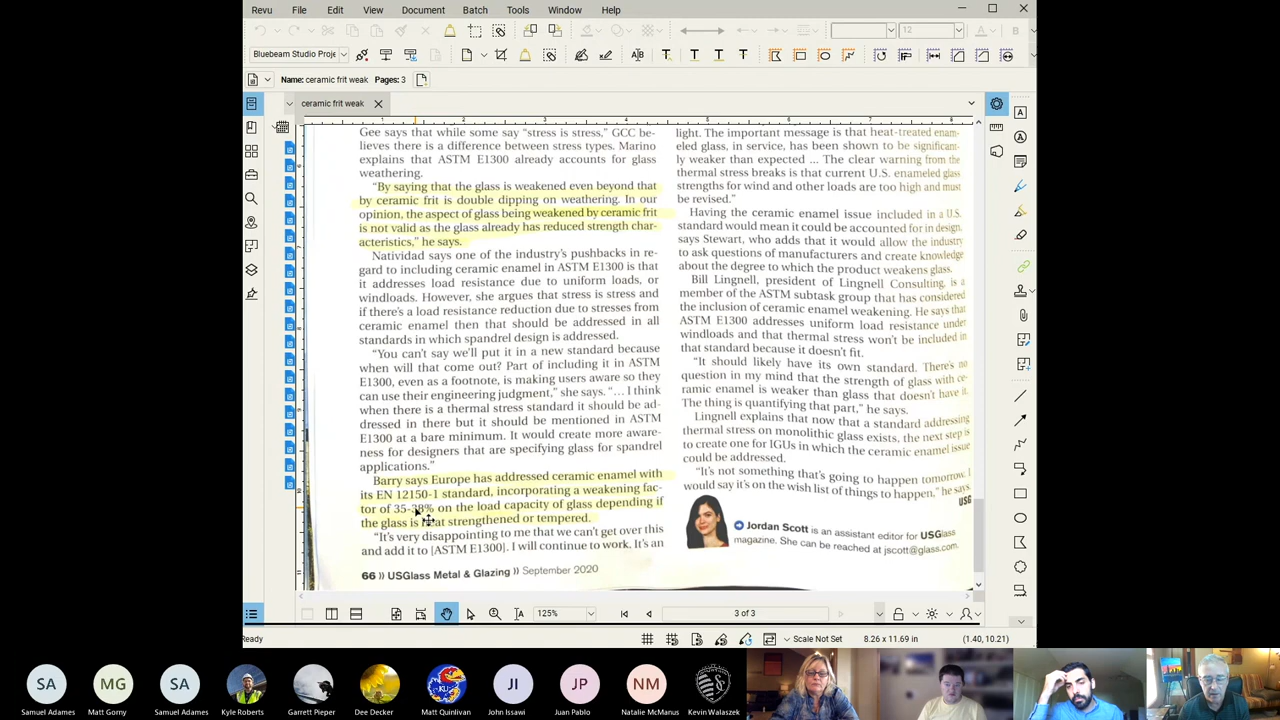 Revu File Edit View Document Batch Tools Window Help
12
Bluebeam Studio Proje
Name: ceramic frit weak Pages: 3
ceramic frit weak
Gee says that while some say “stress is stress,” GCC be-
lieves there is a difference between stress types. Marino
explains that ASTM E1300 already accounts for glass
weathering.
“By saying that the glass is weakened even beyond that
by ceramic frit is double dipping on weathering. In our
opinion, the aspect of glass being weakened by ceramic frit
is not valid as the glass already has reduced strength char-
acteristics,” he says.
Natividad says one of the industry’s pushbacks in re-
gard to including ceramic enamel in ASTM E1300 is that
it addresses load resistance due to uniform loads, or
windloads. However, she argues that stress is stress and
if there’s a load resistance reduction due to stresses from
ceramic enamel then that should be addressed in all
standards in which spandrel design is addressed.
“You can’t say we’ll put it in a new standard because
when will that come out? Part of including it in ASTM
E1300, even as a footnote, is making users aware so they
can use their engineering judgment,” she says. “… I think
when there is a thermal stress standard it should be ad-
dressed in there but it should be mentioned in ASTM
E1300 at a bare minimum. It would create more aware-
ness for designers that are specifying glass for spandrel
applications.”
Barry says Europe has addressed ceramic enamel with
its EN 12150-1 standard, incorporating a weakening fac-
tor of 35-38% on the load capacity of glass depending if
the glass is heat strengthened or tempered.
“It’s very disappointing to me that we can’t get over this
and add it to [ASTM E1300]. I will continue to work. It’s an
66 )) USGlass Metal & Glazing )) September 2020
light. The important message is that heat-treated enam-
eled glass, in service, has been shown to be significant-
ly weaker than expected ... The clear warning from the
thermal stress breaks is that current U.S. enameled glass
strengths for wind and other loads are too high and must
be revised.”
Having the ceramic enamel issue included in a U.S.
standard would mean it could be accounted for in design,
says Stewart, who adds that it would allow the industry
to ask questions of manufacturers and create knowledge
about the degree to which the product weakens glass.
Bill Lingnell, president of Lingnell Consulting, is a
member of the ASTM subtask group that has considered
the inclusion of ceramic enamel weakening. He says that
ASTM E1300 addresses uniform load resistance under
windloads and that thermal stress won’t be included in
that standard because it doesn’t fit.
“It should likely have its own standard. There’s no
question in my mind that the strength of glass with ce-
ramic enamel is weaker than glass that doesn’t have it.
The thing is quantifying that part,” he says.
Lingnell explains that now that a standard addressing
thermal stress on monolithic glass exists, the next step is
to create one for IGUs in which the ceramic enamel issue
could be addressed.
“It’s not something that’s going to happen tomorrow. I
would say it’s on the wish list of things to happen,” he says
USG
Jordan Scott is an assistant editor for USGlass
magazine. She can be reached at jscott@glass.com.
125% 3 of 3
Ready Scale Not Set 8.26 x 11.69 in (1.40, 10.21)
SA MG SA JI JP NM
Samuel Adames Matt Gorny Samuel Adames Kyle Roberts Garrett Pieper Dee Decker Matt Quinlivan John Issawi Juan Pablo Natalie McManus Kevin Walaszek